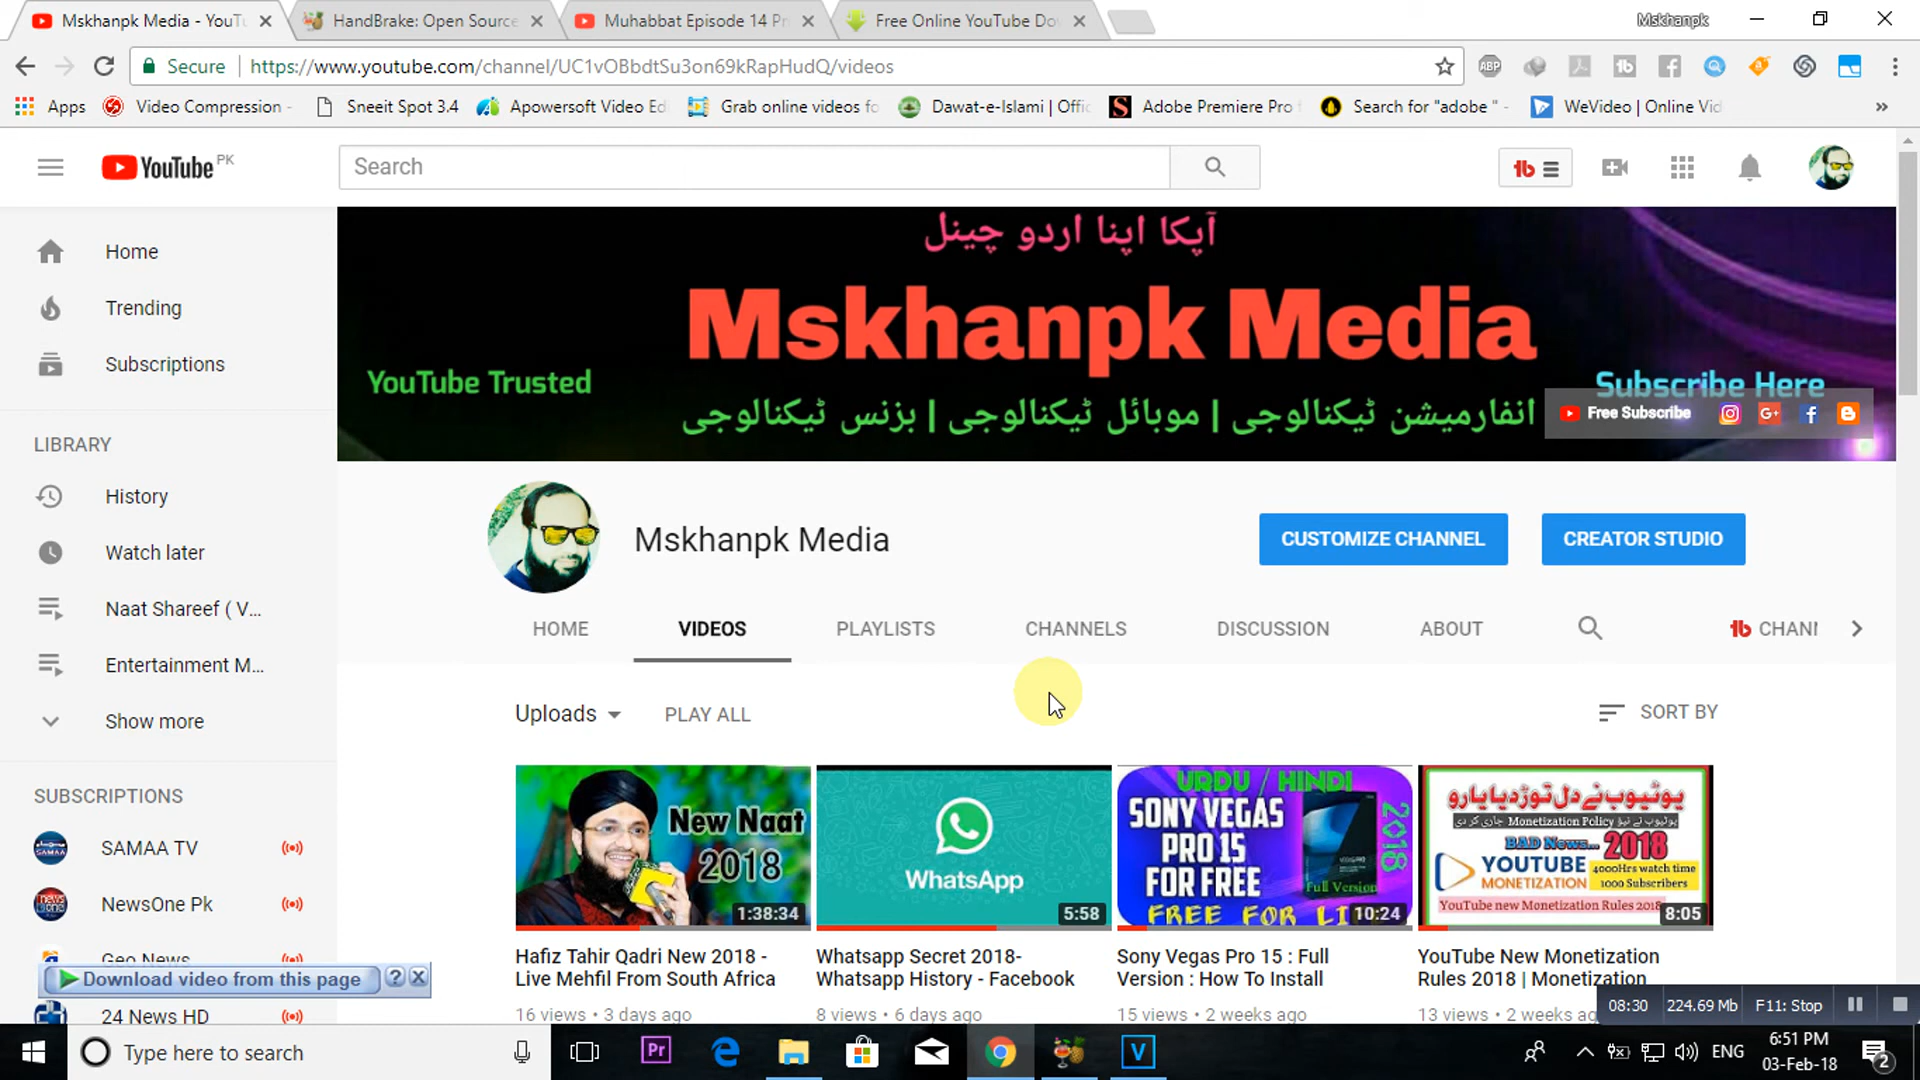 Mskhanpk Media - YouTu
HandBrake: Open Source
Muhabbat Episode 14 Pr
Free Online YouTube Do
Mskhanpk
Secure
https://www.youtube.com/channel/UC1vOBbdtSu3on69kRapHudQ/videos
Apps
Video Compression -
Sneeit Spot 3.4
Apowersoft Video Edi
Grab online videos fo
Dawat-e-Islami | Offic
Adobe Premiere Pro
Search for "adobe " -
WeVideo | Online Vid
YouTube PK
Search
Home
Trending
Subscriptions
LIBRARY
History
Watch later
Naat Shareef ( V...
Entertainment M...
Show more
SUBSCRIPTIONS
SAMAA TV
NewsOne Pk
Geo News
24 News HD
Download video from this page
آپکا اپنا اردو چینل
Mskhanpk Media
YouTube Trusted
Subscribe Here
انفارمیشن ٹیکنالوجی | موبائل ٹیکنالوجی | بزنس ٹیکنالوجی
Free Subscribe
Mskhanpk Media
CUSTOMIZE CHANNEL
CREATOR STUDIO
HOME
VIDEOS
PLAYLISTS
CHANNELS
DISCUSSION
ABOUT
CHANN
Uploads
PLAY ALL
SORT BY
New Naat
2018
1:38:34
WhatsApp
5:58
URDU / HINDI
SONY VEGAS
PRO 15
FOR FREE
2018
Full Version
FREE FOR LI
10:24
یوٹیوب نے دل توڑ دیا یارو
یوٹیوب نے نیو Monetization Policy جاری کر دی
BAD News... 2018
YOUTUBE
MONETIZATION
4000Hrs watch time
1000 Subscribers
YouTube new Monetization Rules 2018
8:05
Hafiz Tahir Qadri New 2018 -
Live Mehfil From South Africa
16 views • 3 days ago
Whatsapp Secret 2018-
Whatsapp History - Facebook
8 views • 6 days ago
Sony Vegas Pro 15 : Full
Version : How To Install
15 views • 2 weeks ago
YouTube New Monetization
Rules 2018 | Monetization
13 views • 2 weeks ag
08:30
224.69 Mb
F11: Stop
Type here to search
ENG
6:51 PM
03-Feb-18
2